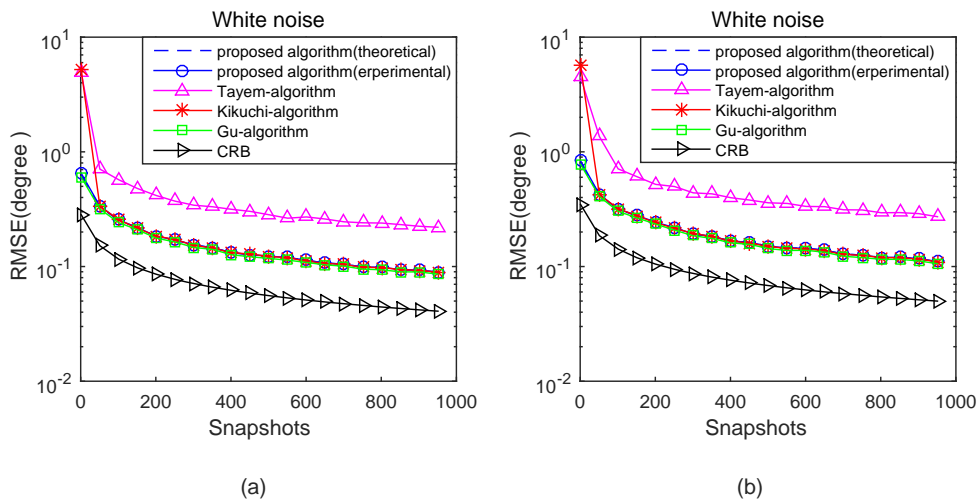 White noise
10^1
10^0
10^-1
10^-2
RMSE(degree)
proposed algorithm(theoretical)
proposed algorithm(erperimental)
Tayem-algorithm
Kikuchi-algorithm
Gu-algorithm
CRB
0 200 400 600 800 1000
Snapshots
(a)
White noise
10^1
10^0
10^-1
10^-2
RMSE(degree)
proposed algorithm(theoretical)
proposed algorithm(erperimental)
Tayem-algorithm
Kikuchi-algorithm
Gu-algorithm
CRB
0 200 400 600 800 1000
Snapshots
(b)